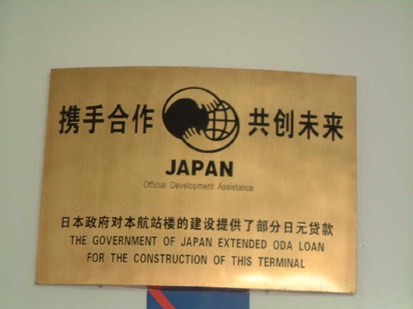 携手合作 共创未来
JAPAN
Official Development Assistance
日本政府对本航站楼的建设提供了部分日元贷款
THE GOVERNMENT OF JAPAN EXTENDED ODA LOAN
FOR THE CONSTRUCTION OF THIS TERMINAL